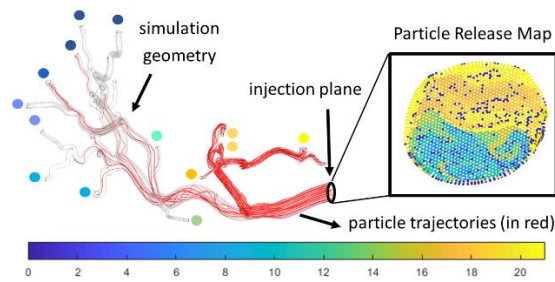 simulation
geometry
injection plane
Particle Release Map
particle trajectories (in red)
0 2 4 6 8 10 12 14 16 18 20